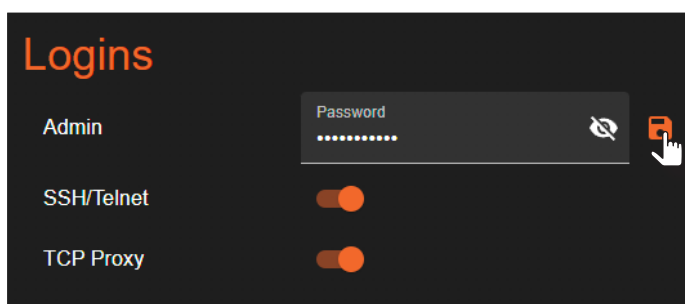 Logins
Admin
Password
•••••••••••
SSH/Telnet
TCP Proxy